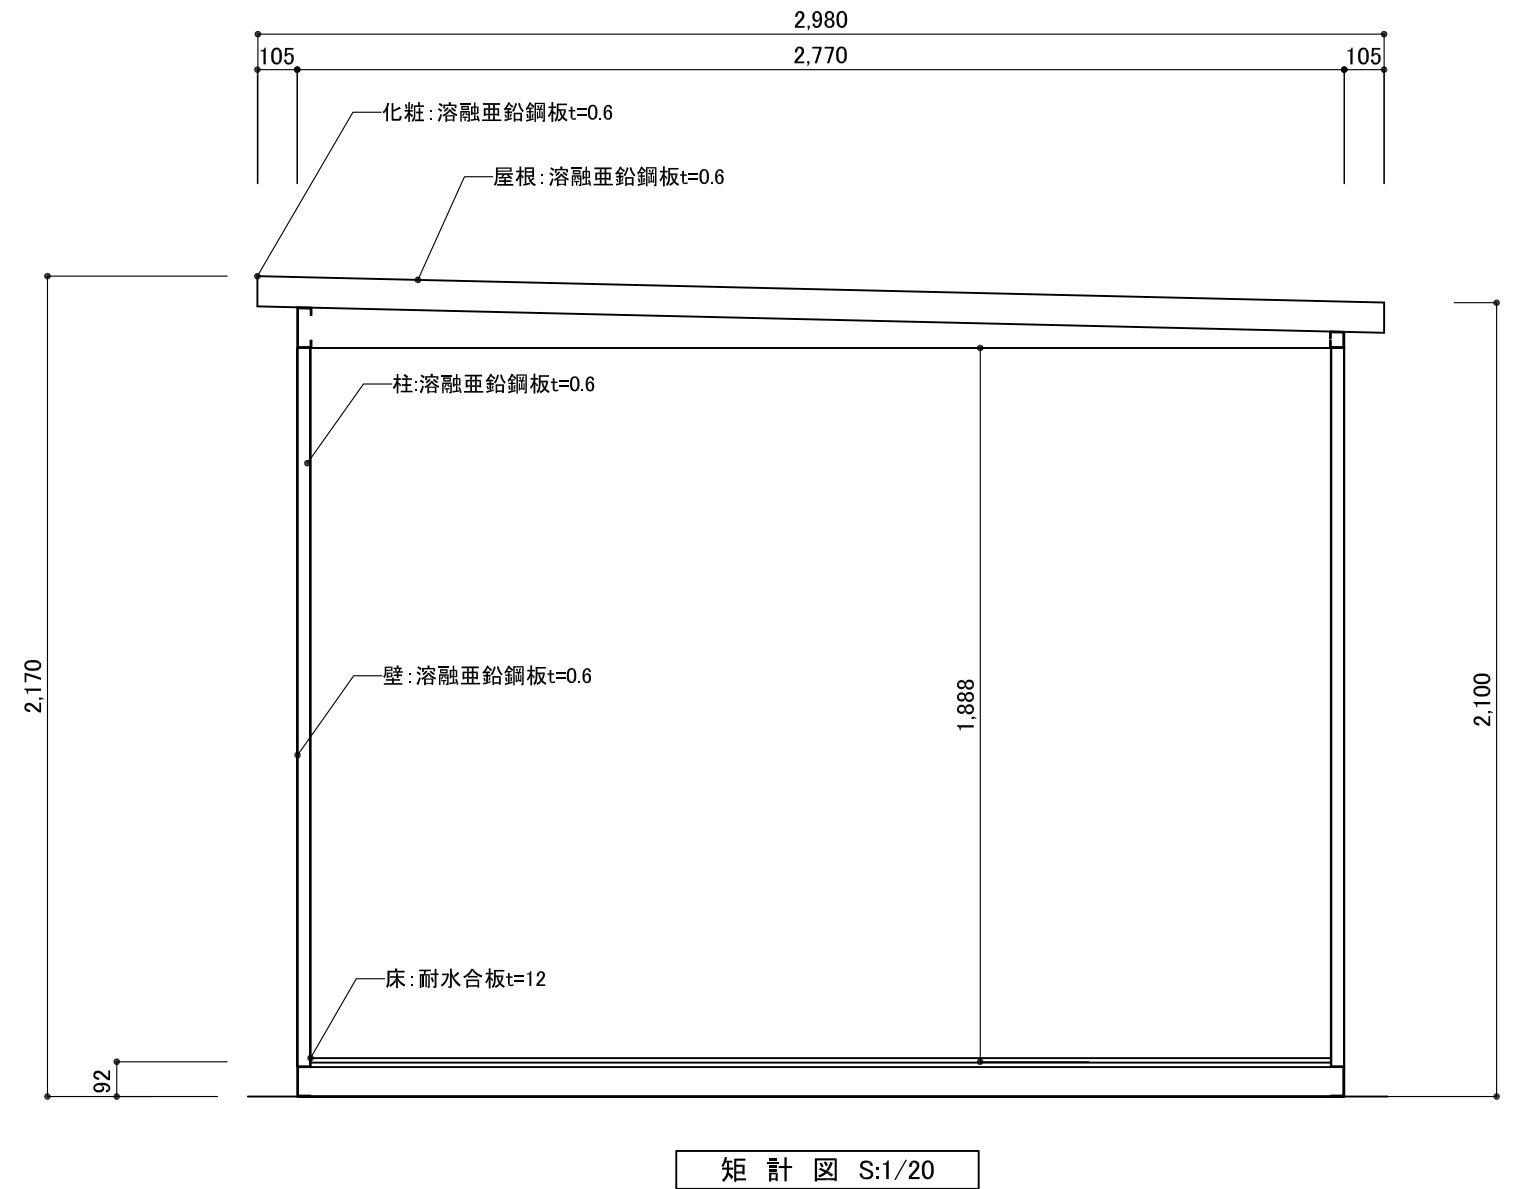 2,980
105
2,770
105
化粧:溶融亜鉛鋼板t=0.6
屋根:溶融亜鉛鋼板t=0.6
柱:溶融亜鉛鋼板t=0.6
壁:溶融亜鉛鋼板t=0.6
2,170
1,888
2,100
床:耐水合板t=12
92
矩 計 図 S:1/20